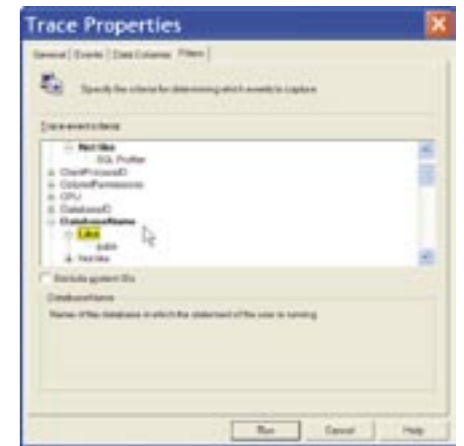 Trace Properties
General Events Data Columns Filters
Specify the criteria for determining which events to capture
Trace event criteria
Not like
SQL Profiler
ClientProcessID
ColumnPermissions
CPU
DatabaseID
DatabaseName
Like
pubs
Not like
Exclude system IDs
DatabaseName
Name of the database in which the statement of the user is running
Run Cancel Help